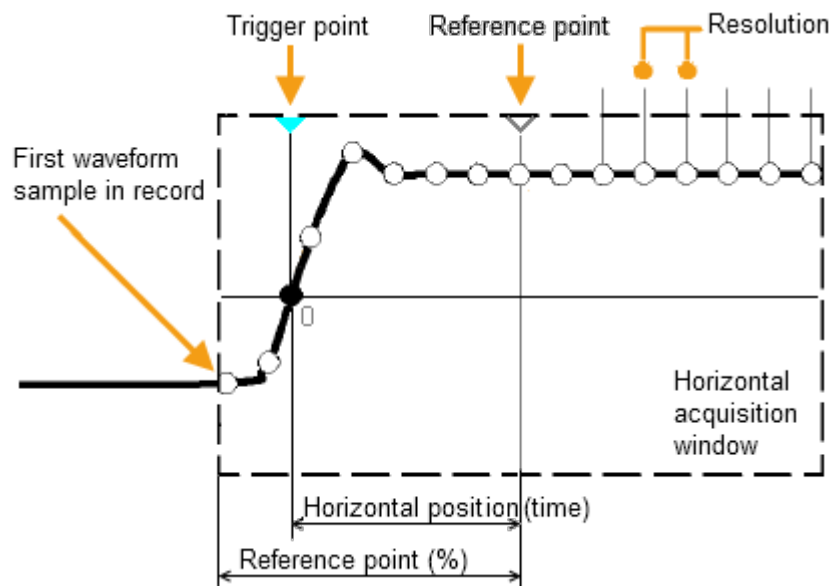 Trigger point
Reference point
Resolution
First waveform
sample in record
0
Horizontal
acquisition
window
Horizontal position (time)
Reference point (%)